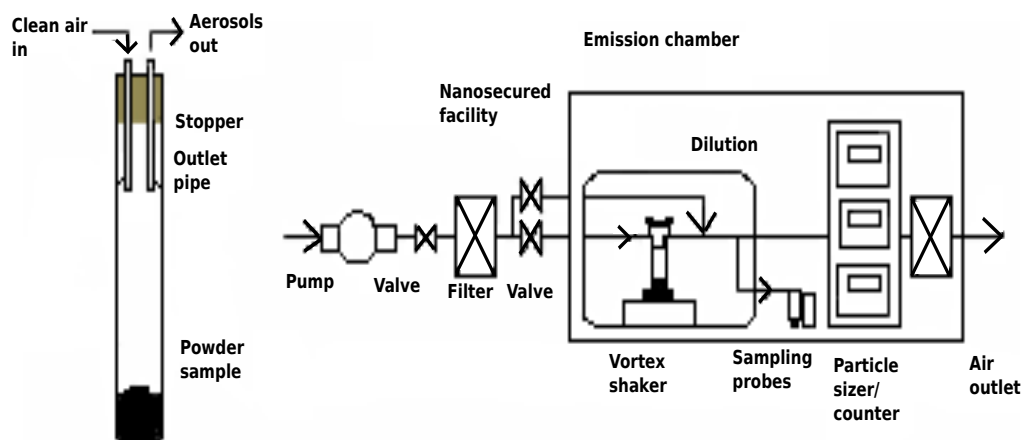 Clean air
in
Aerosols
out
Stopper
Outlet
pipe
Powder
sample
Emission chamber
Nanosecured
facility
Dilution
Pump
Valve
Filter
Valve
Vortex
shaker
Sampling
probes
Particle
sizer/
counter
Air
outlet